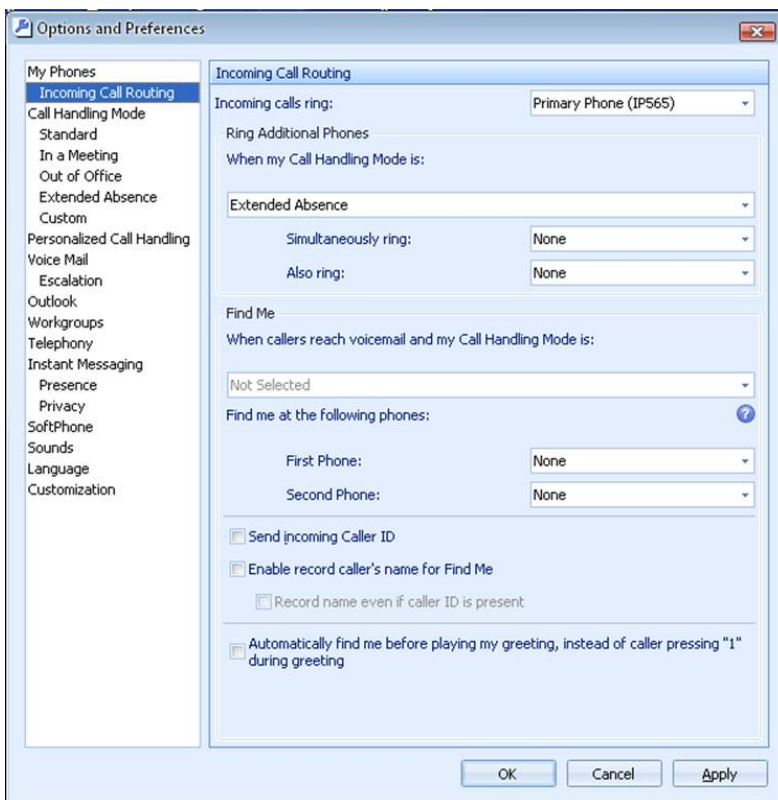 Options and Preferences
My Phones
Incoming Call Routing
Call Handling Mode
Standard
In a Meeting
Out of Office
Extended Absence
Custom
Personalized Call Handling
Voice Mail
Escalation
Outlook
Workgroups
Telephony
Instant Messaging
Presence
Privacy
SoftPhone
Sounds
Language
Customization
Incoming Call Routing
Incoming calls ring: Primary Phone (IP565)
Ring Additional Phones
When my Call Handling Mode is:
Extended Absence
Simultaneously ring: None
Also ring: None
Find Me
When callers reach voicemail and my Call Handling Mode is:
Not Selected
Find me at the following phones: ?
First Phone: None
Second Phone: None
Send incoming Caller ID
Enable record caller's name for Find Me
Record name even if caller ID is present
Automatically find me before playing my greeting, instead of caller pressing "1"
during greeting
OK Cancel Apply